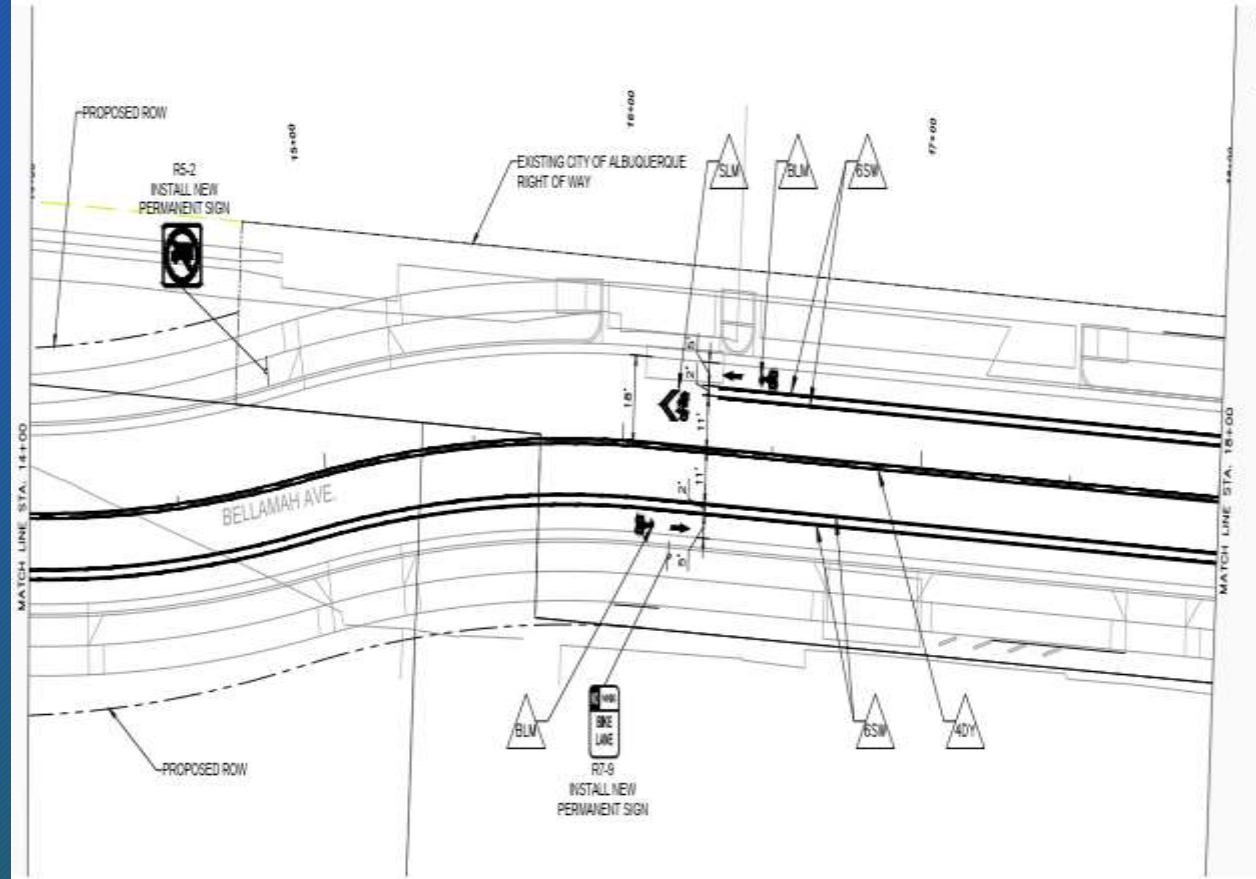 PROPOSED ROW
15+00
16+00
17+00
R5-2
INSTALL NEW
PERMANENT SIGN
EXISTING CITY OF ALBUQUERQUE
RIGHT OF WAY
SLM
BLM
6SW
5'
2'
18'
11'
11'
2'
5'
BELLAMAH AVE.
MATCH LINE STA. 14+00
MATCH LINE STA. 18+00
BLM
BIKE
LANE
R7-9
INSTALL NEW
PERMANENT SIGN
6SW
4DY
PROPOSED ROW